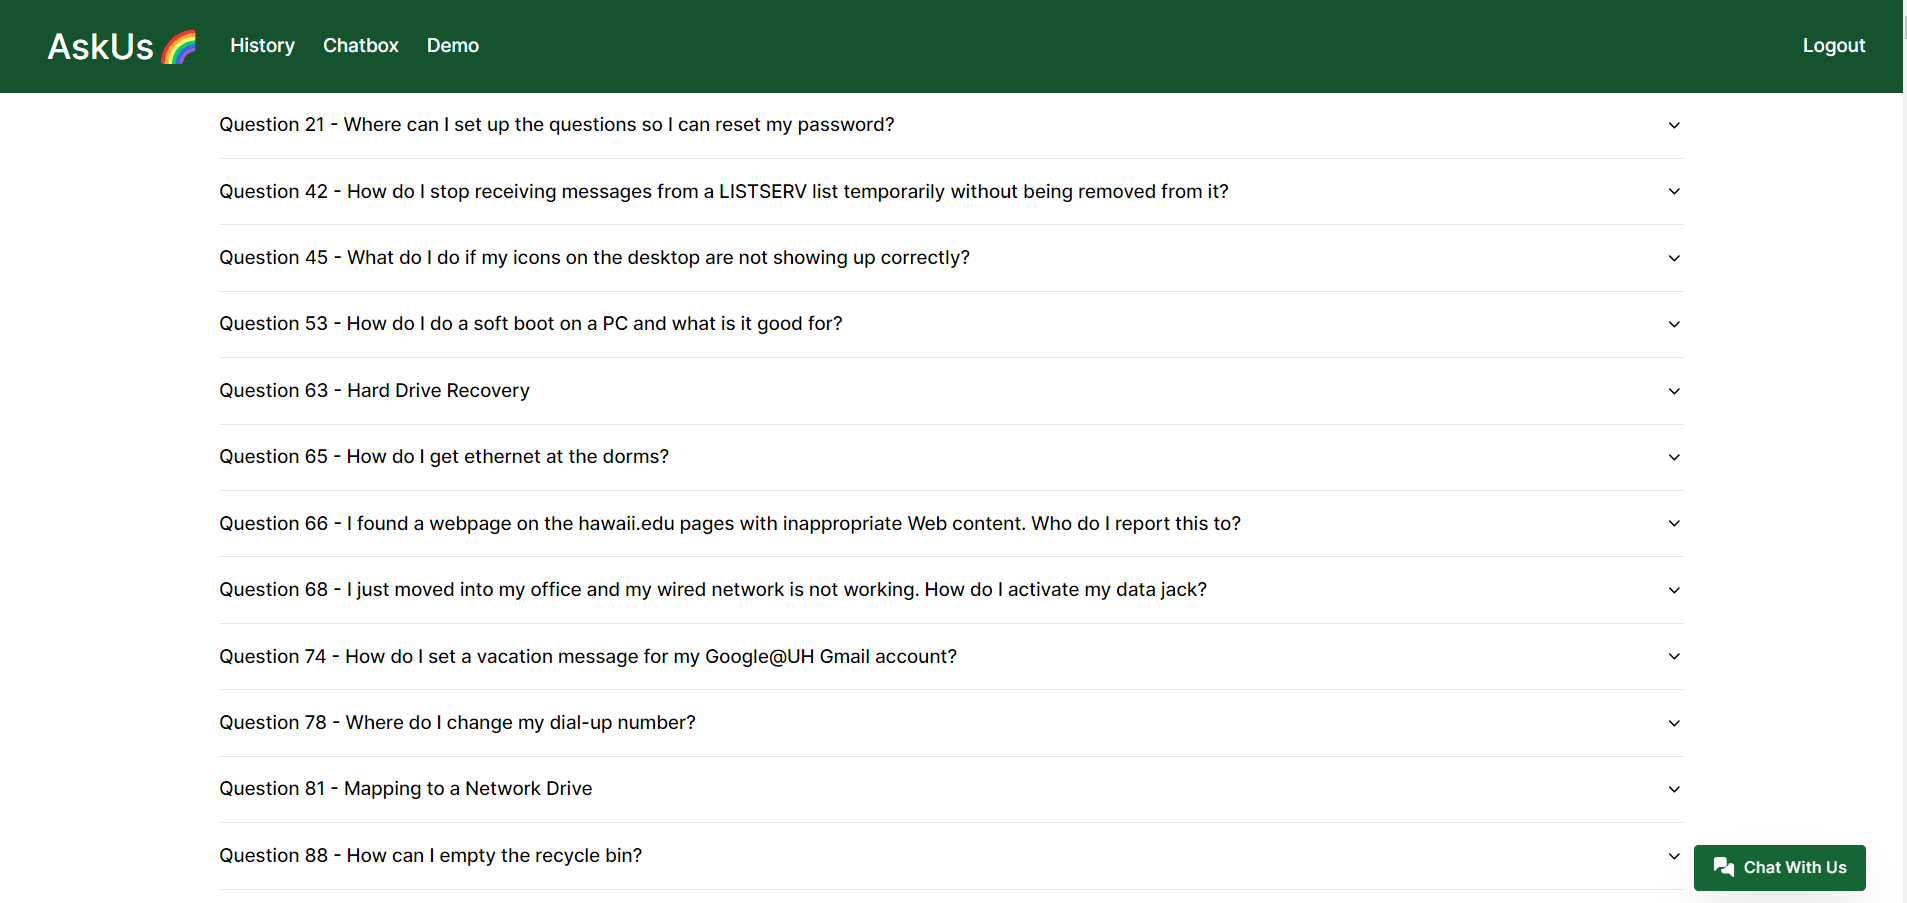 AskUs History Chatbox Demo Logout
Question 21 - Where can I set up the questions so I can reset my password?
Question 42 - How do I stop receiving messages from a LISTSERV list temporarily without being removed from it?
Question 45 - What do I do if my icons on the desktop are not showing up correctly?
Question 53 - How do I do a soft boot on a PC and what is it good for?
Question 63 - Hard Drive Recovery
Question 65 - How do I get ethernet at the dorms?
Question 66 - I found a webpage on the hawaii.edu pages with inappropriate Web content. Who do I report this to?
Question 68 - I just moved into my office and my wired network is not working. How do I activate my data jack?
Question 74 - How do I set a vacation message for my Google@UH Gmail account?
Question 78 - Where do I change my dial-up number?
Question 81 - Mapping to a Network Drive
Question 88 - How can I empty the recycle bin?
Chat With Us